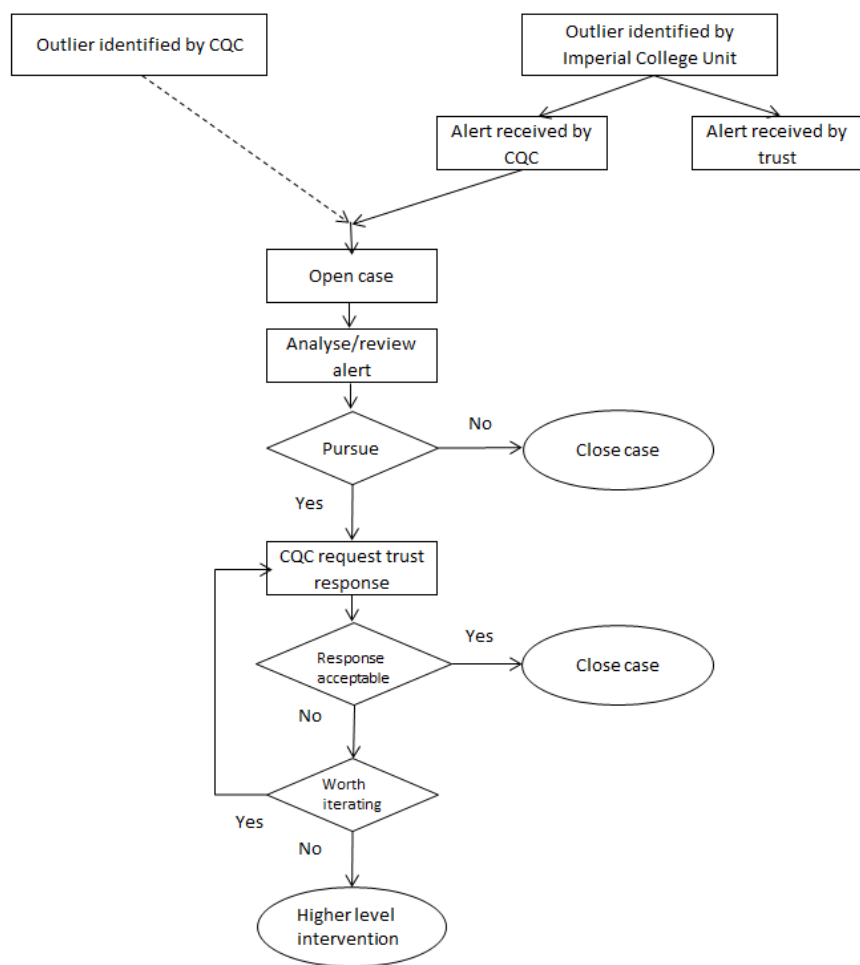 Outlier identified by CQC
Outlier identified by
Imperial College Unit
Alert received by
CQC
Alert received by
trust
Open case
Analyse/review
alert
Pursue
No
Close case
Yes
CQC request trust
response
Response
acceptable
Yes
Close case
No
Worth
iterating
Yes
No
Higher level
intervention